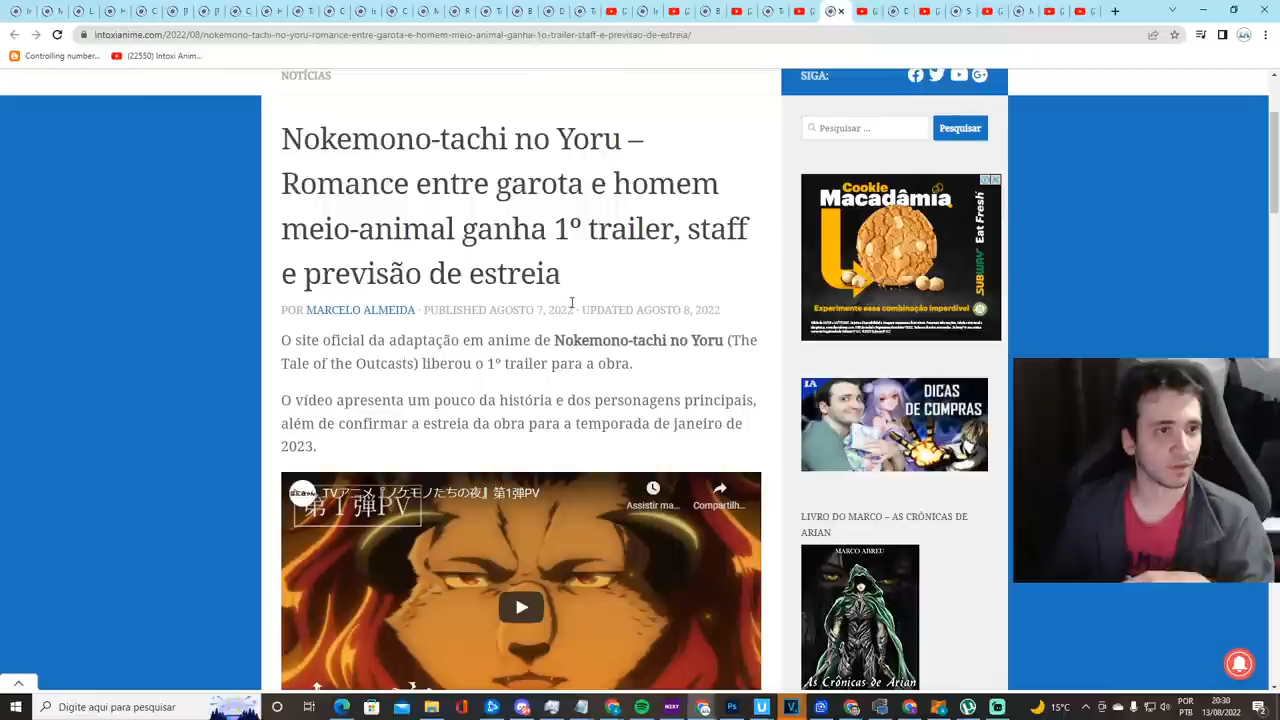 intoxianime.com/2022/08/nokemono-tachi-no-yoru-romance-entre-garota-e-homem-meio-animal-ganha-1o-trailer-staff-e-previsao-de-estreia/
Controlling number...
(22550) Intoxi Anim...
NOTÍCIAS
Nokemono-tachi no Yoru –
Romance entre garota e homem
meio-animal ganha 1º trailer, staff
e previsão de estreia
POR MARCELO ALMEIDA · PUBLISHED AGOSTO 7, 2022 · UPDATED AGOSTO 8, 2022
O site oficial da adaptação em anime de Nokemono-tachi no Yoru (The
Tale of the Outcasts) liberou o 1º trailer para a obra.
O vídeo apresenta um pouco da história e dos personagens principais,
além de confirmar a estreia da obra para a temporada de janeiro de
2023.
TVアニメ『ノケモノたちの夜』第1弾PV
第1弾PV
Assistir ma...
Compartilh...
SIGA:
Pesquisar ...
Pesquisar
Cookie
Macadâmia
Eat Fresh
SUBWAY
Experimente essa combinação imperdível
IA
DICAS
DE COMPRAS
LIVRO DO MARCO – AS CRÔNICAS DE
ARIAN
MARCO ABREU
As Crônicas de Arian
Digite aqui para pesquisar
15°C
POR
PTB
20:30
13/08/2022